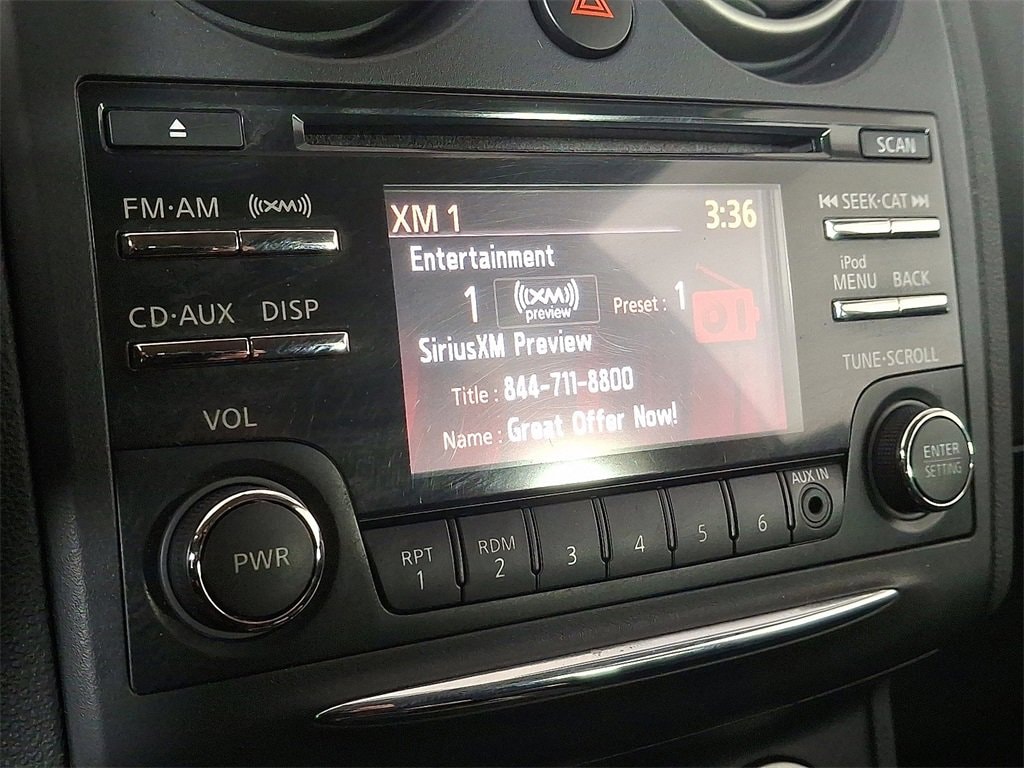 SCAN
FM·AM XM
SEEK·CAT
XM 1 3:36
Entertainment
1 XM preview Preset : 1
iPod
MENU BACK
CD·AUX DISP
SiriusXM Preview
TUNE·SCROLL
Title : 844-711-8800
Name : Great Offer Now!
VOL
ENTER
SETTING
AUX IN
PWR
RPT 1
RDM 2
3 4 5 6